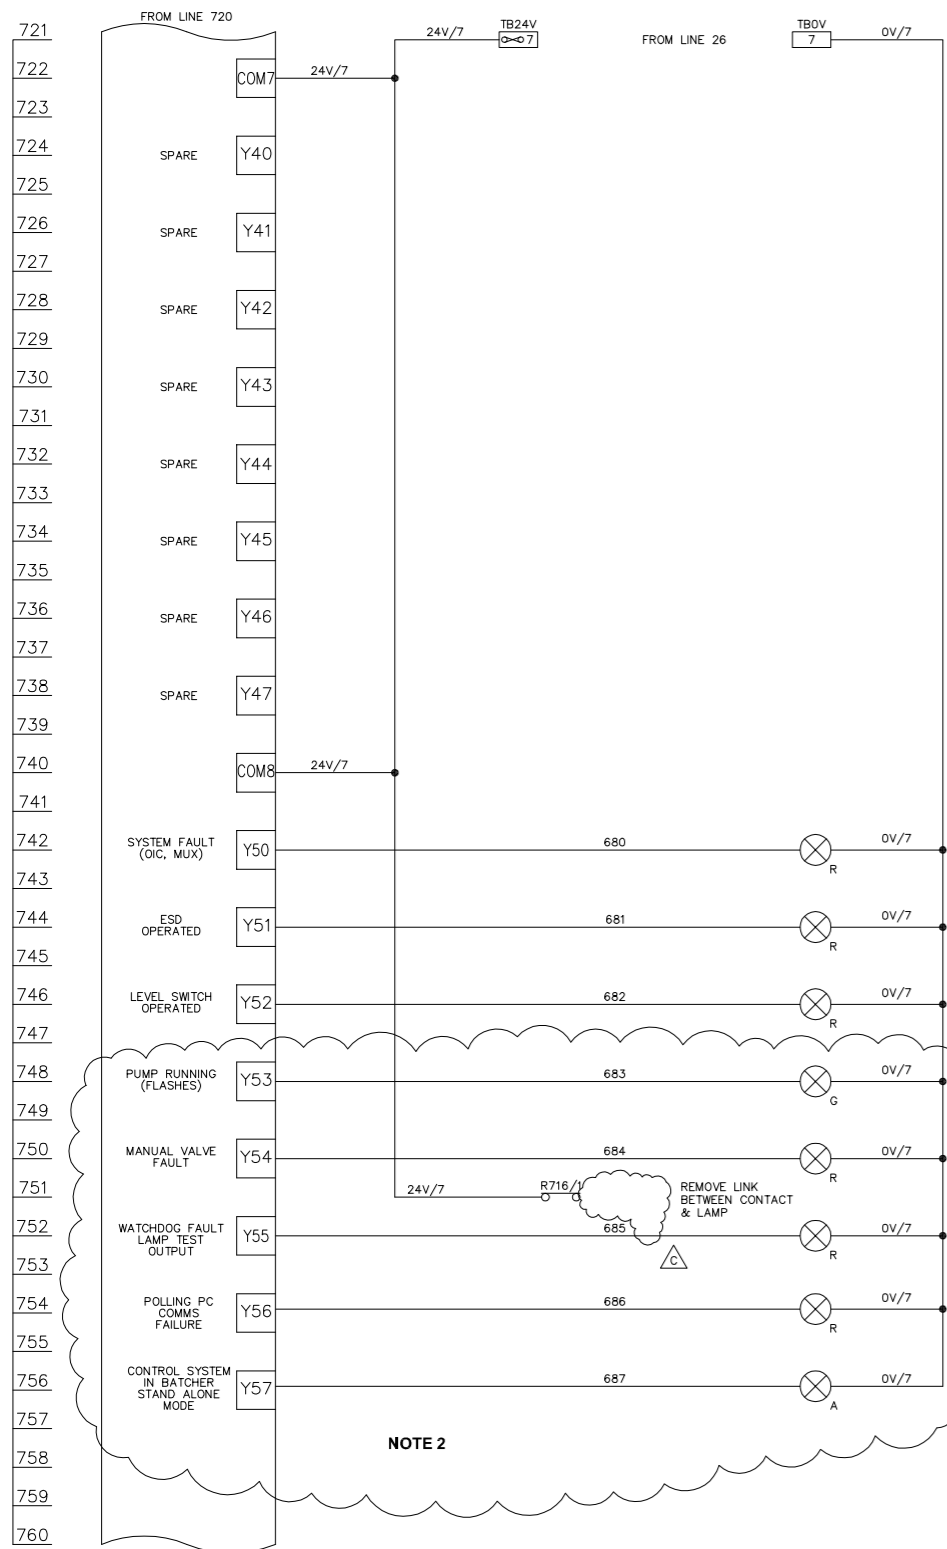 FROM LINE 720
721 24V/7 TB24V 7 FROM LINE 26 TB0V 7 0V/7
722 COM7 24V/7
723
724 SPARE Y40
725
726 SPARE Y41
727
728 SPARE Y42
729
730 SPARE Y43
731
732 SPARE Y44
733
734 SPARE Y45
735
736 SPARE Y46
737
738 SPARE Y47
739
740 COM8 24V/7
741
742 SYSTEM FAULT
(OIC, MUX) Y50 680 R 0V/7
743
744 ESD
OPERATED Y51 681 R 0V/7
745
746 LEVEL SWITCH
OPERATED Y52 682 R 0V/7
747
748 PUMP RUNNING
(FLASHES) Y53 683 G 0V/7
749
750 MANUAL VALVE
FAULT Y54 684 R 0V/7
751 24V/7 R716/1 REMOVE LINK
BETWEEN CONTACT
& LAMP
752 WATCHDOG FAULT
LAMP TEST
OUTPUT Y55 685 R 0V/7
753 C
754 POLLING PC
COMMS
FAILURE Y56 686 R 0V/7
755
756 CONTROL SYSTEM
IN BATCHER
STAND ALONE
MODE Y57 687 A 0V/7
757
NOTE 2
758
759
760